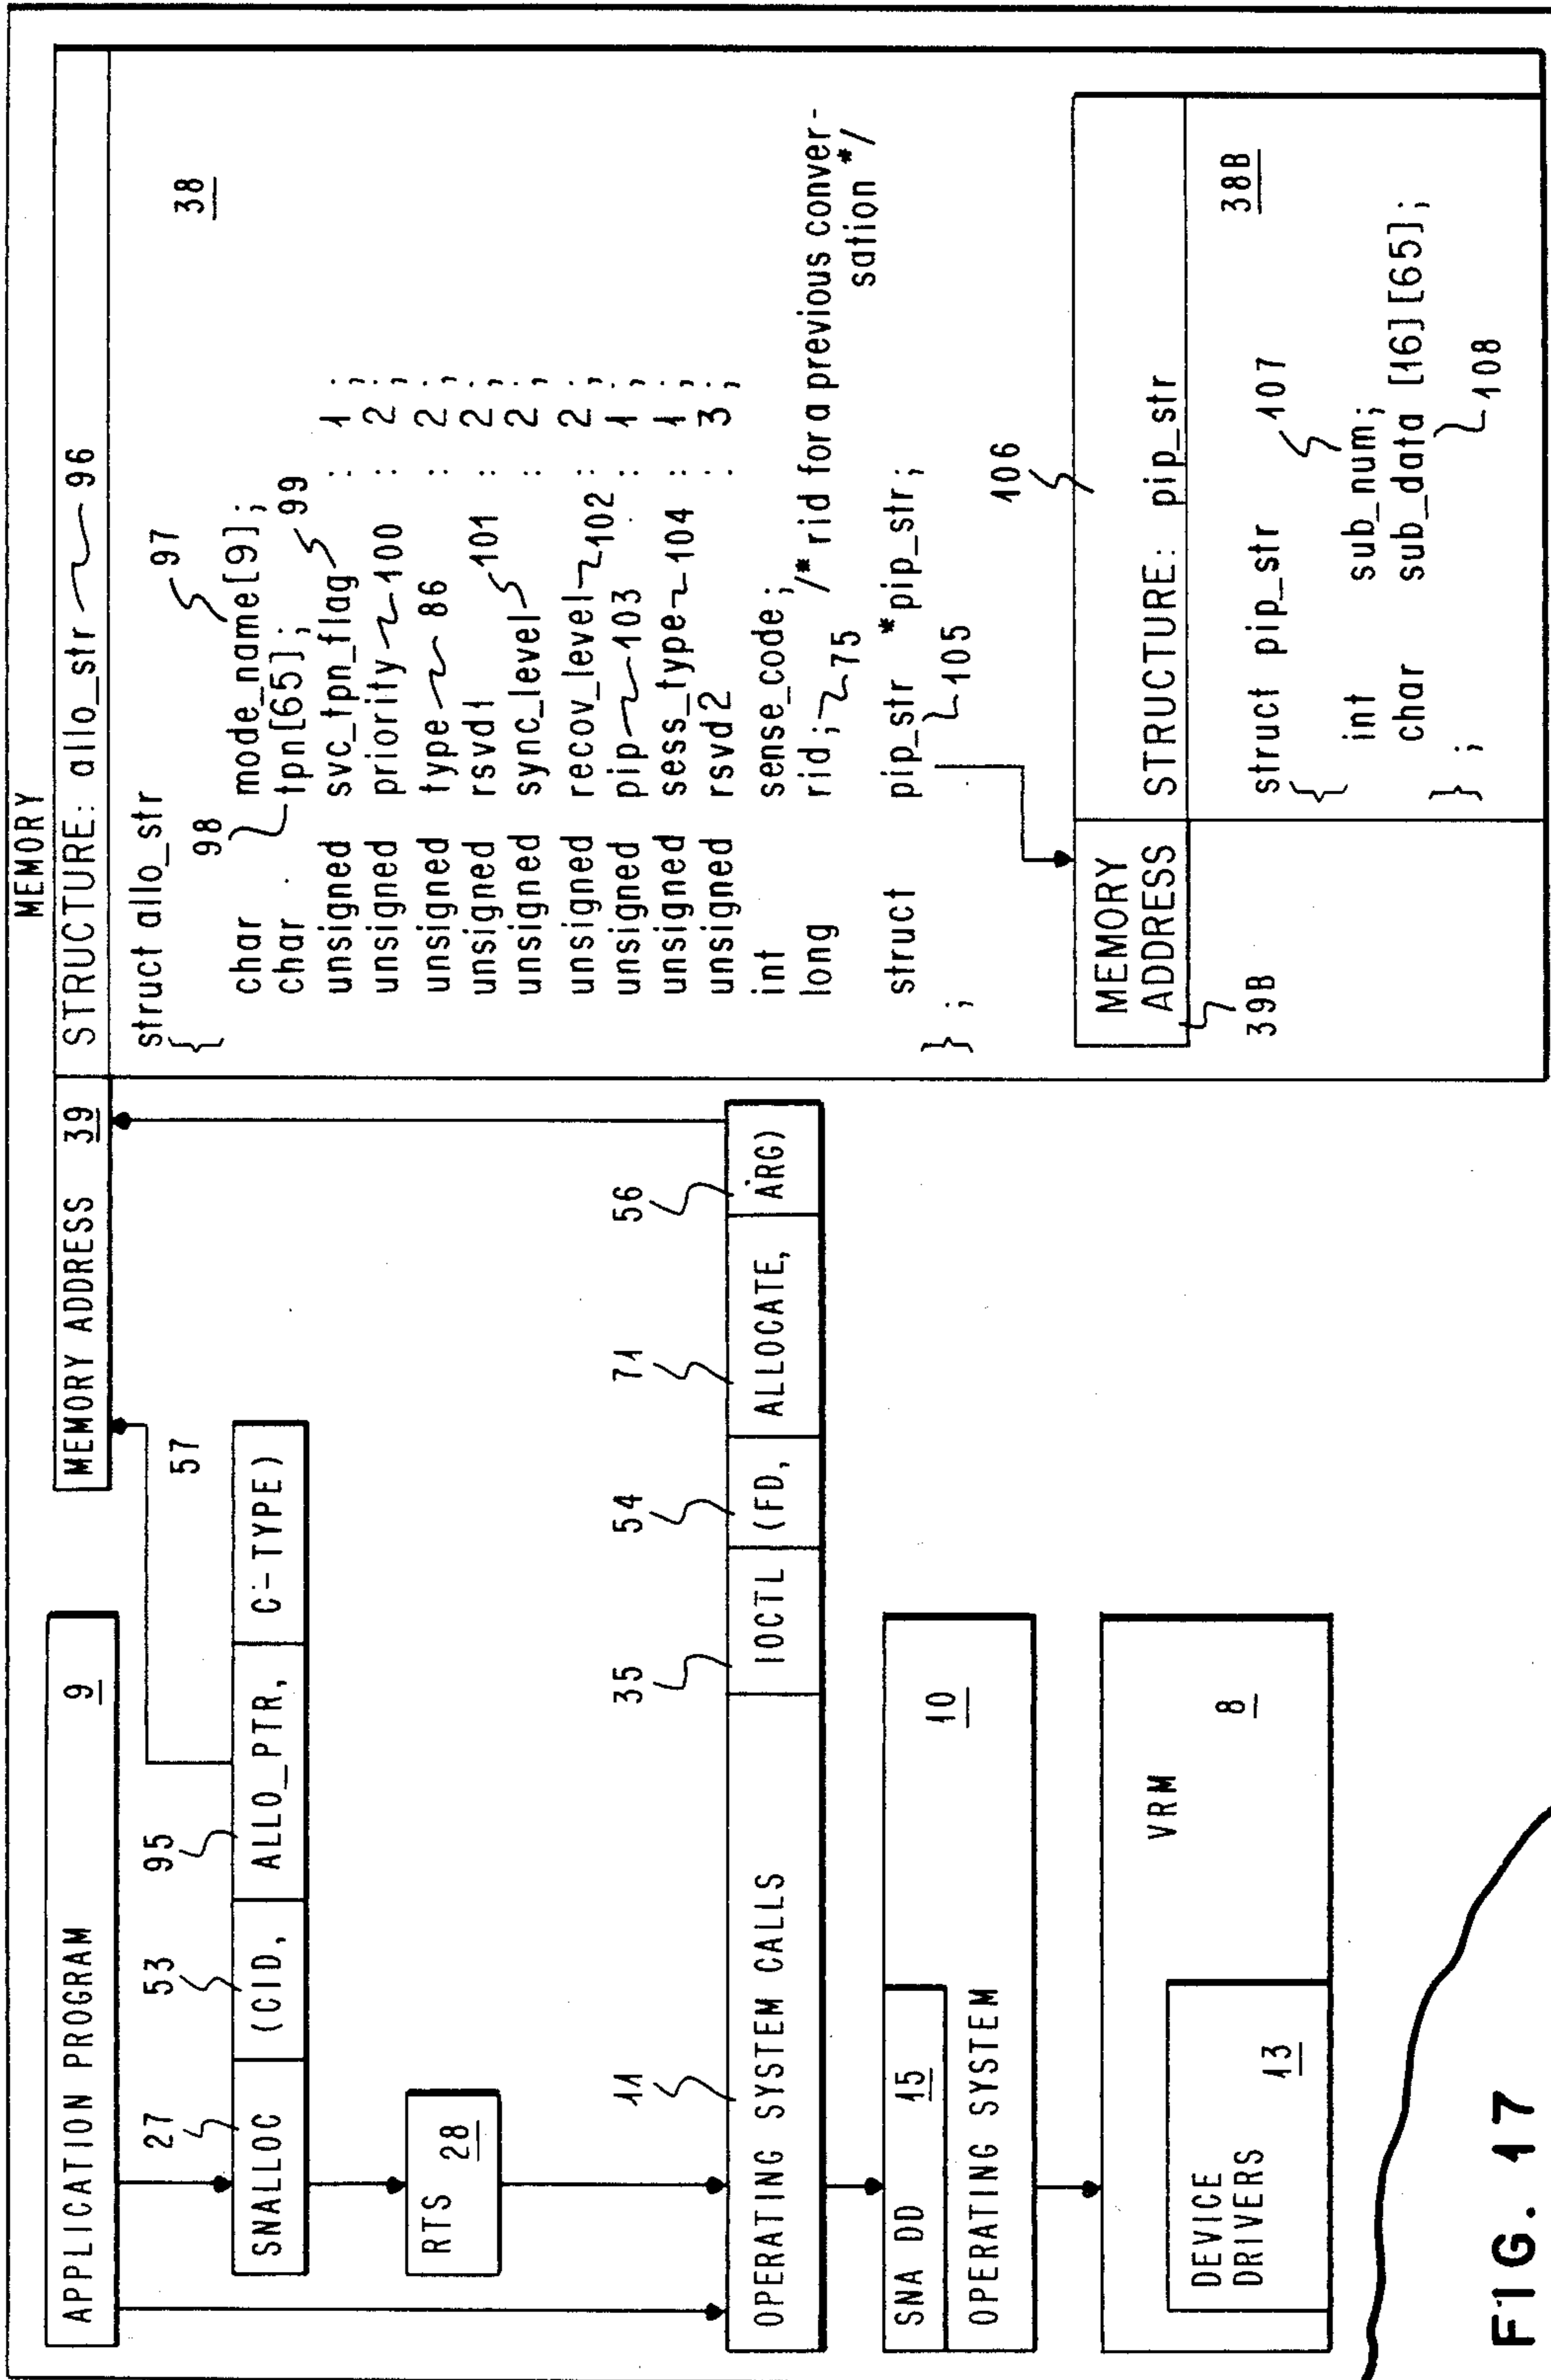 MEMORY
APPLICATION PROGRAM 9
27 53 95 57
SNALLOC (CID, ALLO_PTR, C-TYPE)
RTS 28
11 35 54 71 56
OPERATING SYSTEM CALLS IOCTL (FD, ALLOCATE, ARG)
SNA DD 15 10
OPERATING SYSTEM
VRM 8
DEVICE
DRIVERS 13
MEMORY ADDRESS 39 STRUCTURE: allo_str 96
struct allo_str
{
97
98
38
char mode_name[9];
char tpn[65]; 99
unsigned svc_tpn_flag : 1;
unsigned priority 100 : 2;
unsigned type 86 : 2;
unsigned rsvd1 101 : 2;
unsigned sync_level : 2;
unsigned recov_level 102 : 2;
unsigned pip 103 : 1;
unsigned sess_type 104 : 1;
unsigned rsvd2 : 3;
int sense_code;
long rid; 75 /* rid for a previous conver-
sation */
struct pip_str *pip_str;
105
};
106
MEMORY
ADDRESS
39B
STRUCTURE: pip_str
struct pip_str 107 38B
{
int sub_num;
char sub_data [16][65];
}; 108
FIG. 17